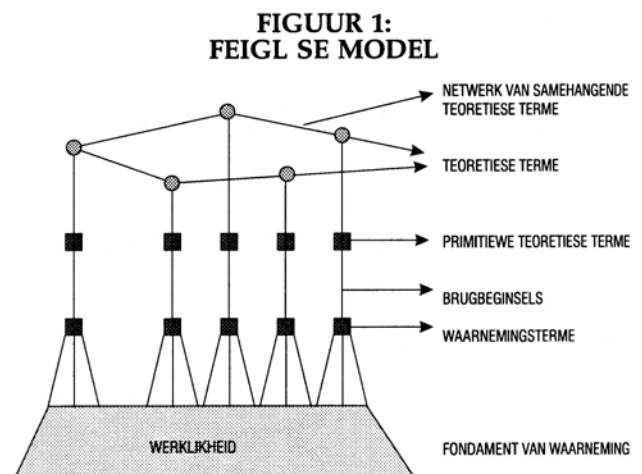 FIGUUR 1:
FEIGL SE MODEL
NETWERK VAN SAMEHANGENDE
TEORETIESE TERME
TEORETIESE TERME
PRIMITIEWE TEORETIESE TERME
BRUGBEGINSELS
WAARNEMINGSTERME
WERKLIKHEID
FONDAMENT VAN WAARNEMING